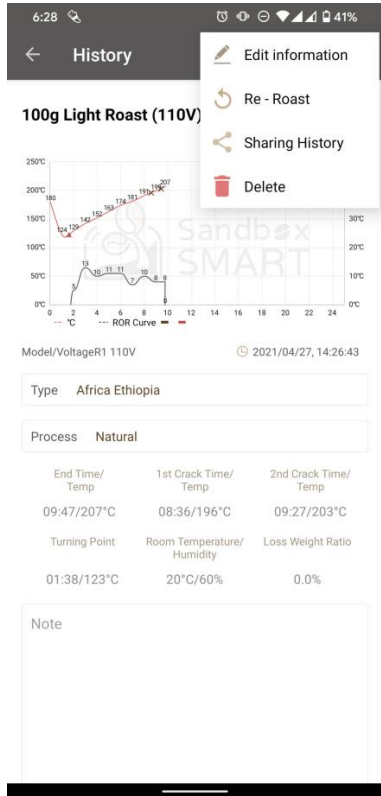 6:28
41%
History
Edit information
Re - Roast
Sharing History
Delete
100g Light Roast (110V)
250℃
200℃
150℃
100℃
50℃
0℃
30℃
20℃
10℃
0℃
180
124 129 142 152 163 174 181 191 199 207
5 13 10 11 11 7 10 8 8
0
0 2 4 6 8 10 12 14 16 18 20 22 24
℃ ROR Curve
Sandbox
SMART
Model/VoltageR1 110V
2021/04/27, 14:26:43
Type Africa Ethiopia
Process Natural
End Time/
Temp
1st Crack Time/
Temp
2nd Crack Time/
Temp
09:47/207°C
08:36/196°C
09:27/203°C
Turning Point
Room Temperature/
Humidity
Loss Weight Ratio
01:38/123°C
20°C/60%
0.0%
Note